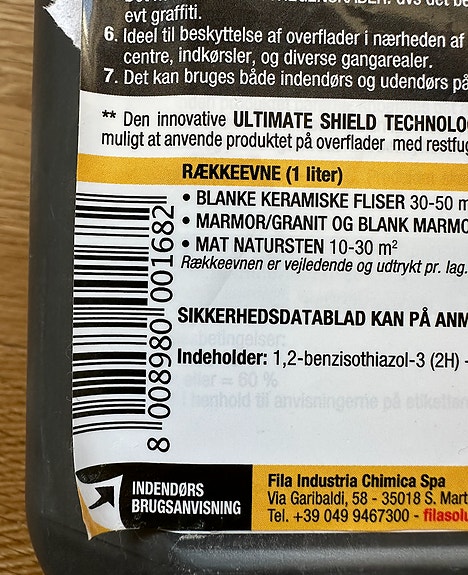 evt graffiti.
6. Ideel til beskyttelse af overflader i nærheden af
centre, indkørsler, og diverse gangarealer.
7. Det kan bruges både indendørs og udendørs på
** Den innovative ULTIMATE SHIELD TECHNOLO
muligt at anvende produktet på overflader med restfug
RÆKKEEVNE (1 liter)
• BLANKE KERAMISKE FLISER 30-50 m
• MARMOR/GRANIT OG BLANK MARMO
• MAT NATURSTEN 10-30 m²
Rækkeevnen er vejledende og udtrykt pr. lag.
SIKKERHEDSDATABLAD KAN PÅ ANM
Indeholder: 1,2-benzisothiazol-3 (2H) -
8 008980 001682
INDENDØRS
BRUGSANVISNING
Fila Industria Chimica Spa
Via Garibaldi, 58 - 35018 S. Mart
Tel. +39 049 9467300 - filasolu